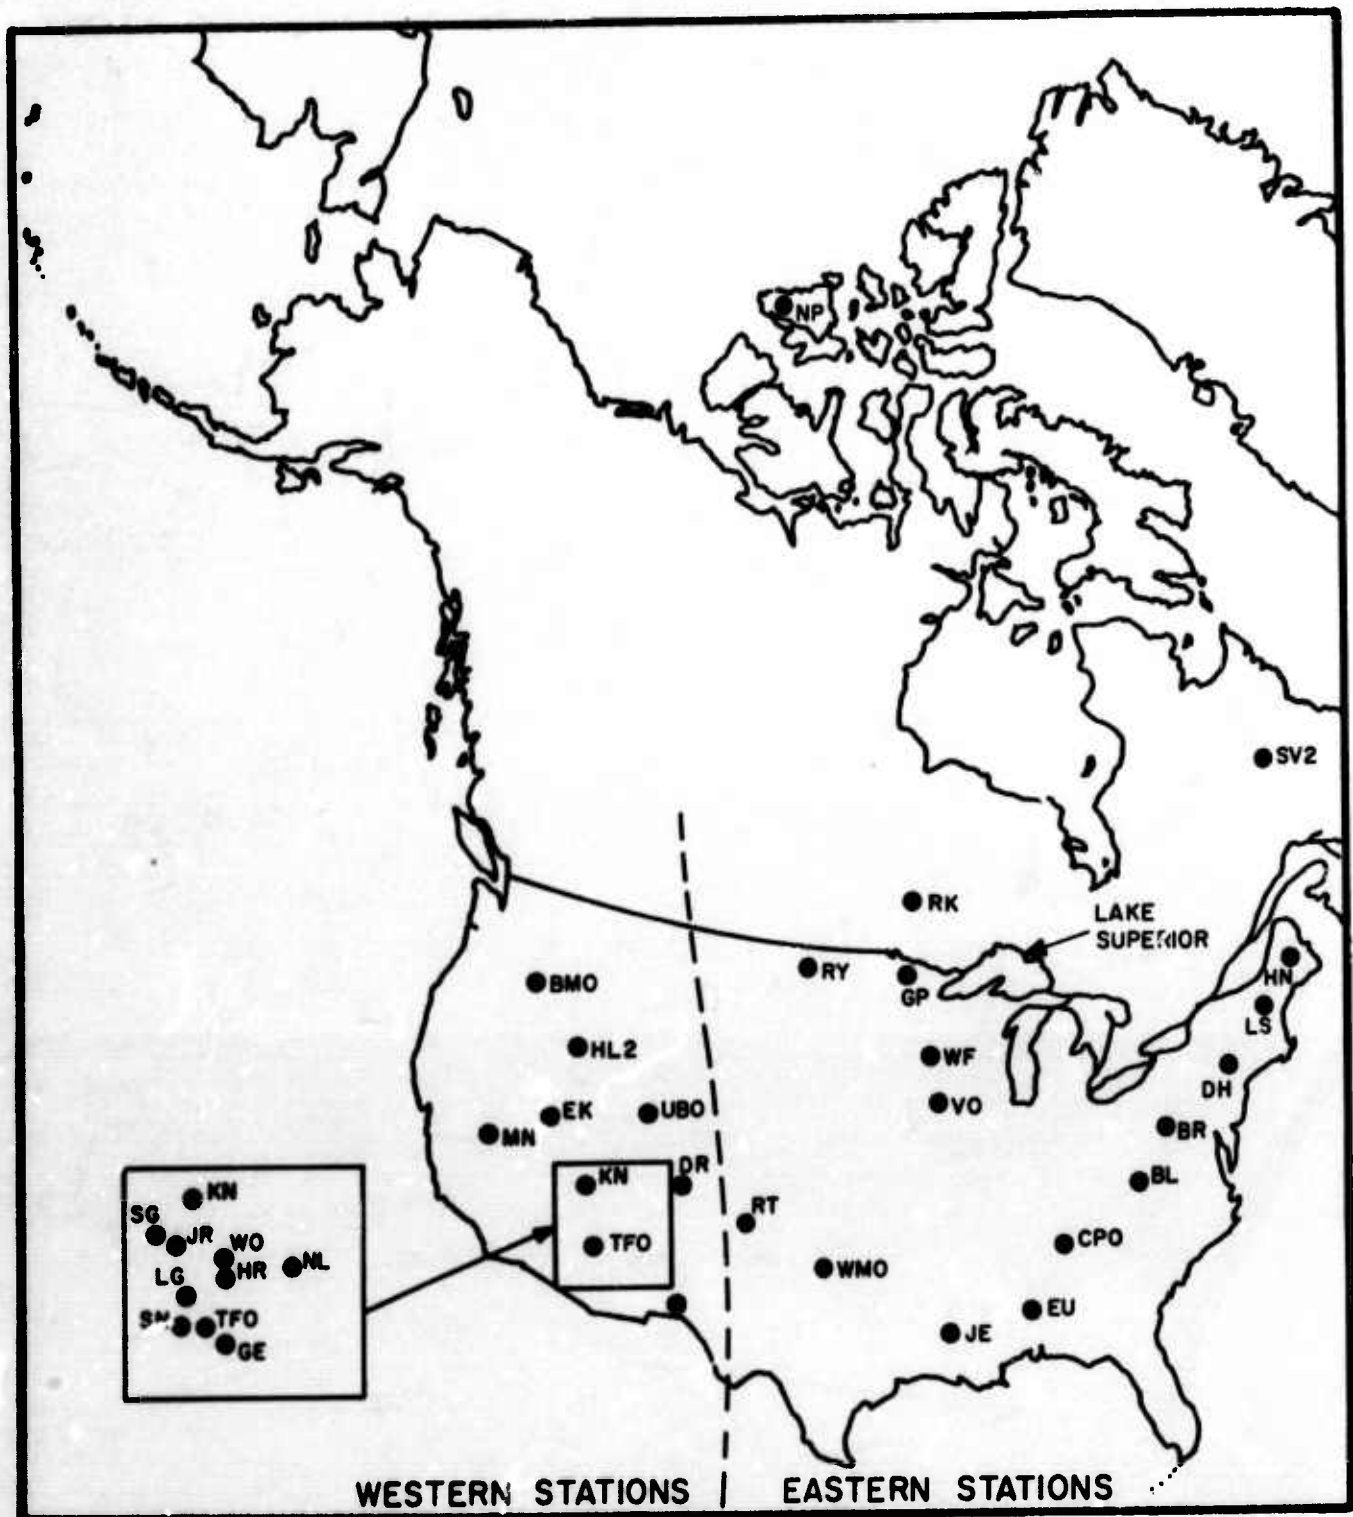 NP
SV2
RK
LAKE
SUPERIOR
RY
GP
HN
BMO
LS
HL2
WF
DH
EK
UBO
VO
MN
BR
KN
DR
BL
KN
SG
JR
WO
RT
TFO
CPO
NL
HR
WMO
LG
EU
TFO
JE
GE
WESTERN STATIONS
EASTERN STATIONS